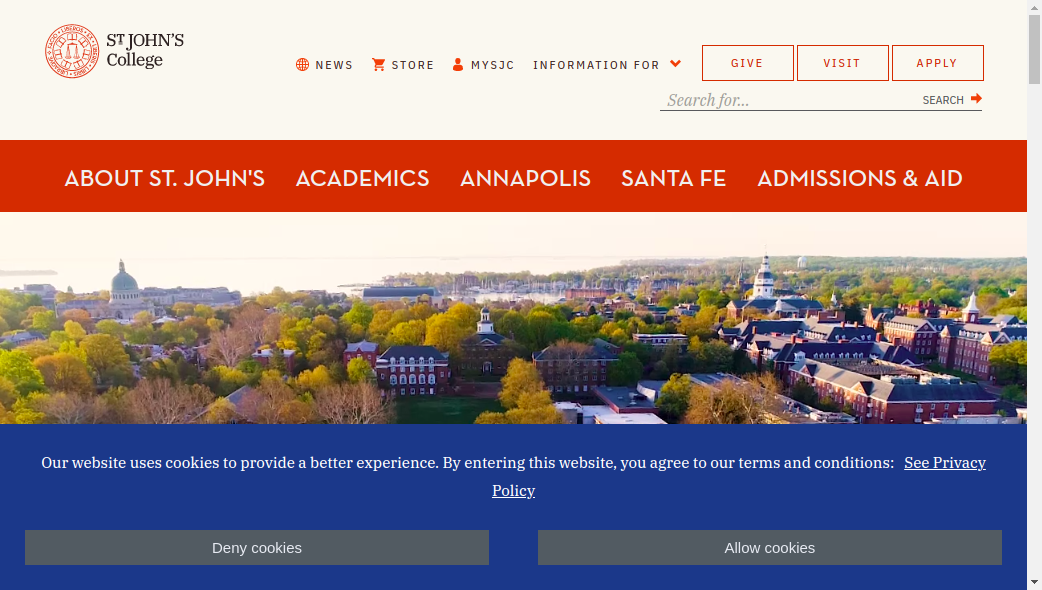 ST JOHN'S
College
NEWS
STORE
MYSJC
INFORMATION FOR
GIVE
VISIT
APPLY
Search for...
SEARCH
ABOUT ST. JOHN'S
ACADEMICS
ANNAPOLIS
SANTA FE
ADMISSIONS & AID
Our website uses cookies to provide a better experience. By entering this website, you agree to our terms and conditions: See Privacy
Policy
Deny cookies
Allow cookies